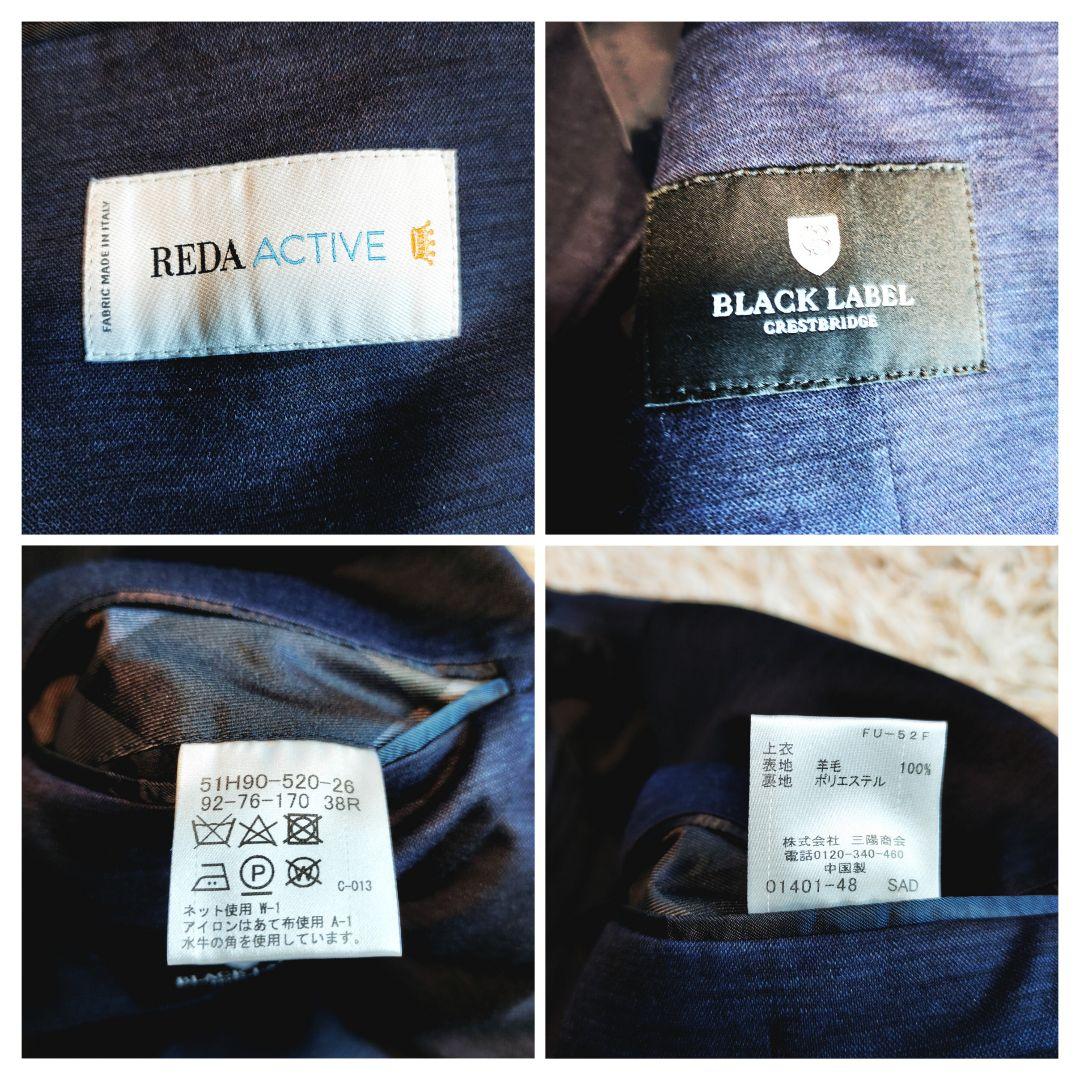 FABRIC MADE IN ITALY
REDA ACTIVE
BLACK LABEL
CRESTBRIDGE
51H90-520-26
92-76-170 38R
P W
C-013
ネット使用 W-1
アイロンはあて布使用 A-1
水牛の角を使用しています。
FU-52F
上衣
表地 羊毛 100%
裏地 ポリエステル
株式会社 三陽商会
電話0120-340-460
中国製
01401-48 SAD